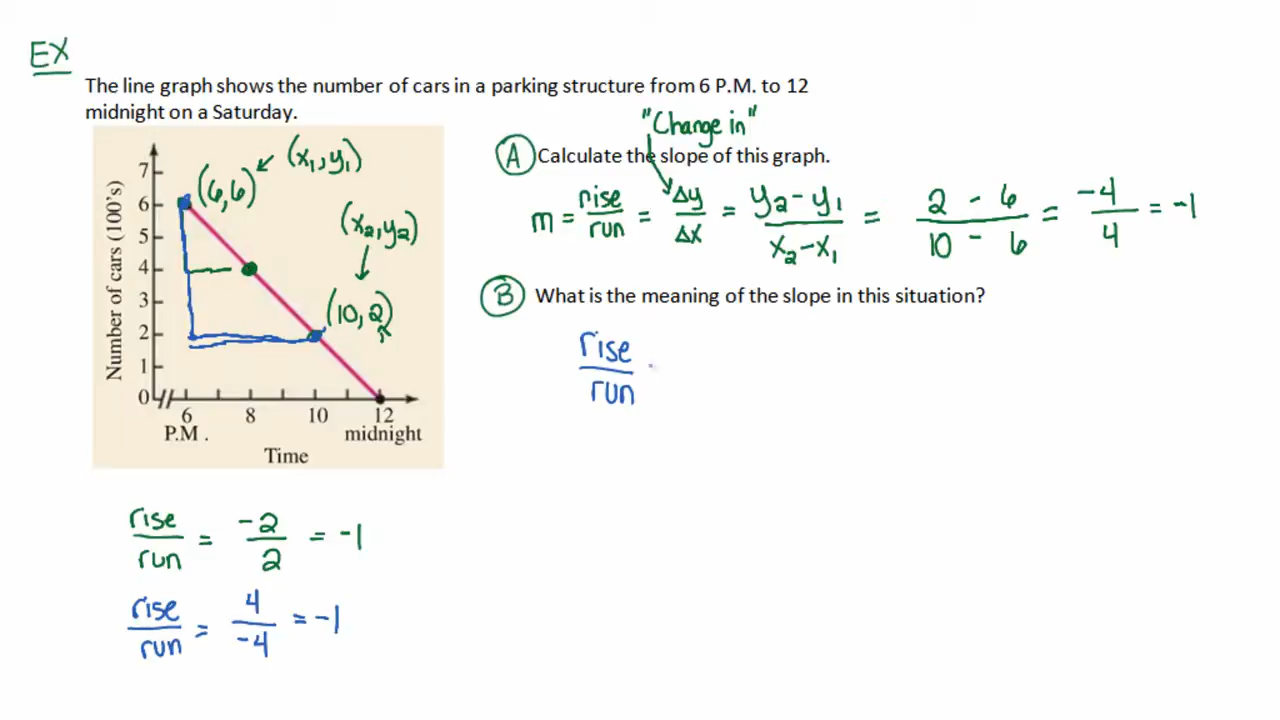 EX
The line graph shows the number of cars in a parking structure from 6 P.M. to 12
midnight on a Saturday.
7
6
5
4
3
2
1
0
Number of cars (100's)
6
P.M.
8
10
12
midnight
Time
(6,6)
(x₁,y₁)
(x₂,y₂)
(10,2)
"Change in"
A Calculate the slope of this graph.
m = rise/run = Δy/Δx = y₂-y₁/x₂-x₁ = 2 - 6/10 - 6 = -4/4 = -1
B What is the meaning of the slope in this situation?
rise
run
rise/run = -2/2 = -1
rise/run = 4/-4 = -1